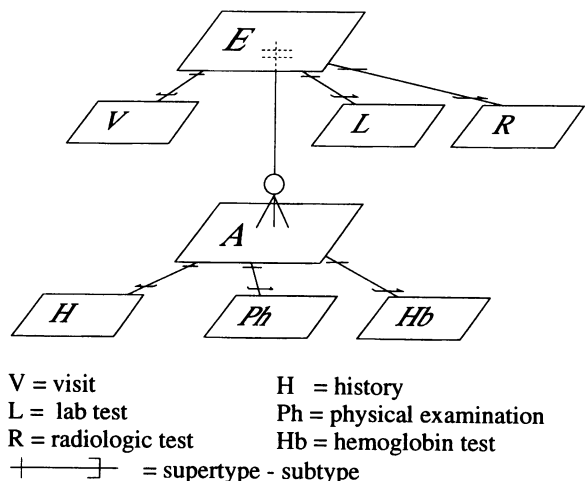 E
V
L
R
A
H
Ph
Hb
V = visit
H = history
L = lab test
Ph = physical examination
R = radiologic test
Hb = hemoglobin test
= supertype - subtype